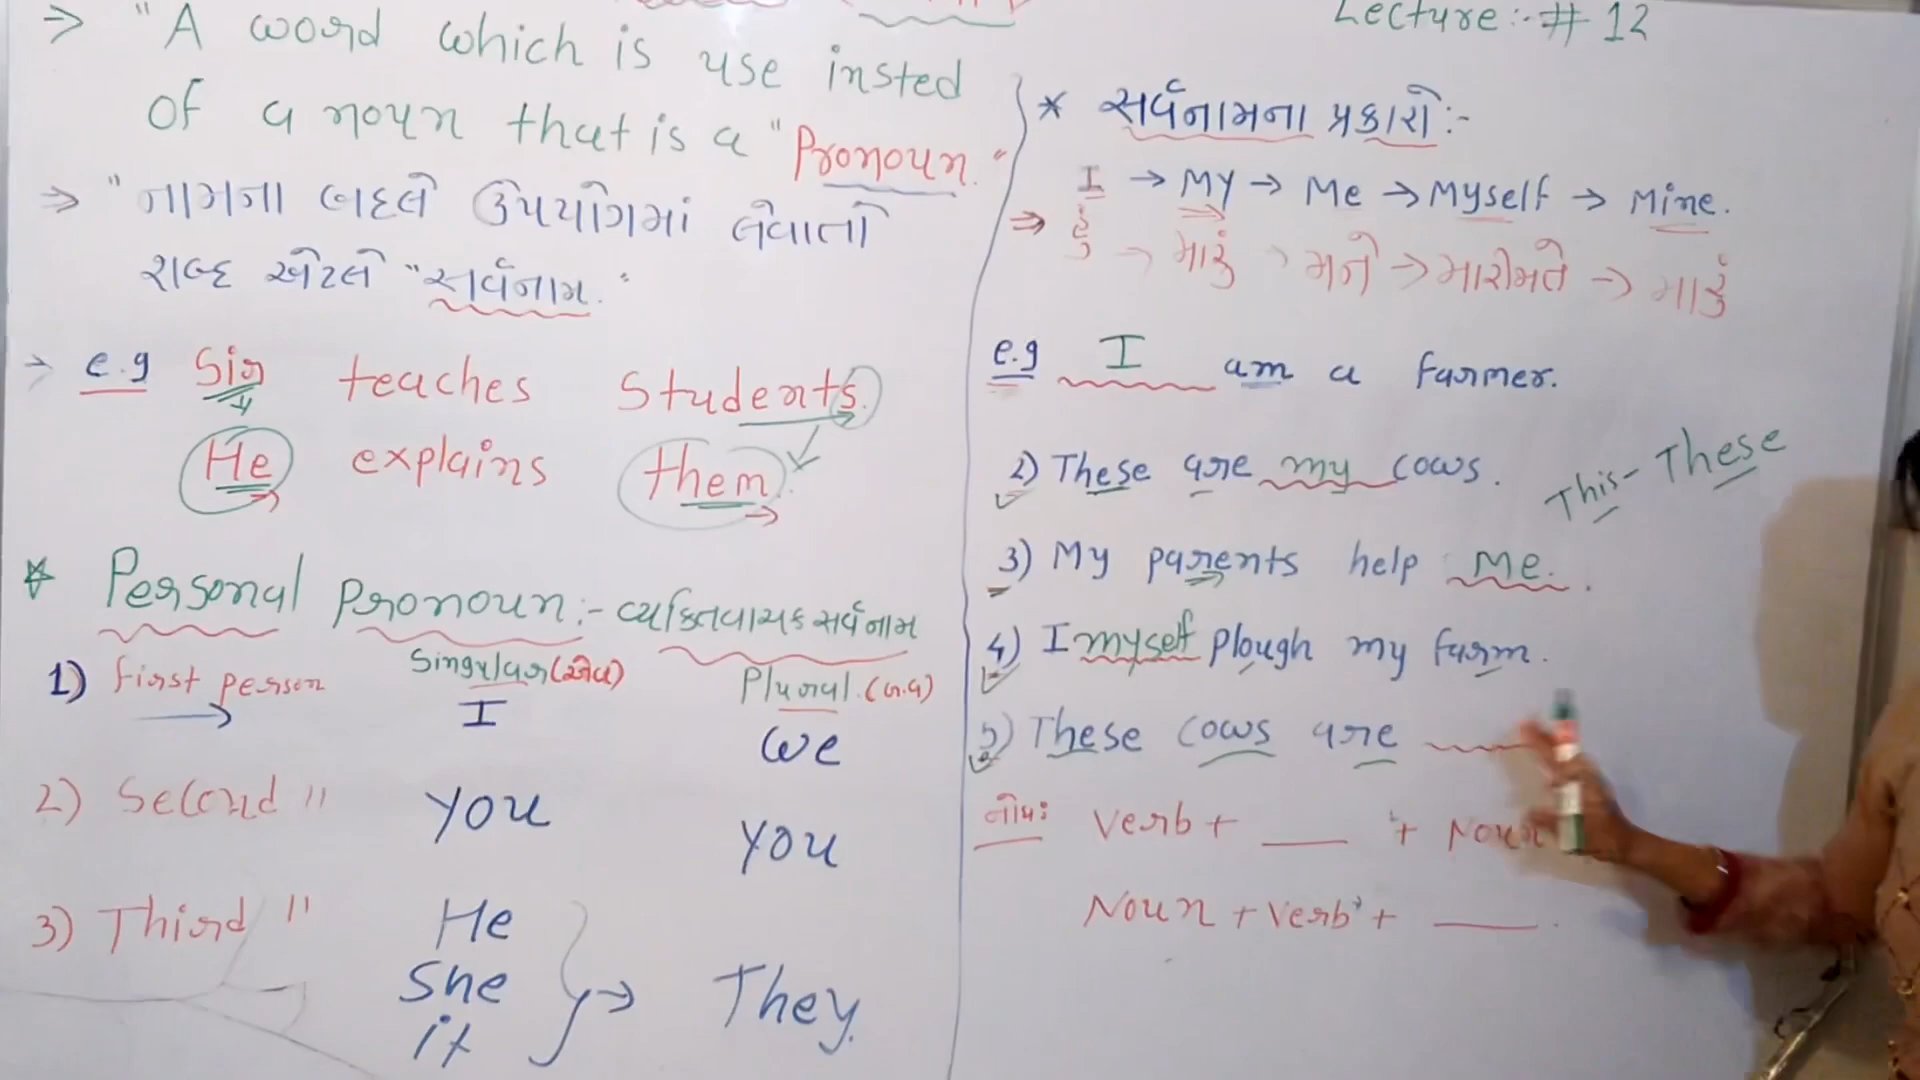 Lecture:- # 12
⇒ "A word which is use insted
of a noun that is a "Pronoun."
⇒ "નામના બદલે ઉપયોગમાં લેવાતો
શબ્દ એટલે "સર્વનામ."
→ e.g Sir teaches Students.
He explains them.
* Personal Pronoun:- વ્યક્તિવાચક સર્વનામ
Singular (એ.વ) Plural. (બ.વ)
1) first person I We
2) Second " You You
3) Third " He
She
it
→ They.
* સર્વનામના પ્રકારો:-
I → My → Me → Myself → Mine.
⇒ હું → મારું → મને → મારીમતે → મારું
e.g I am a farmer.
2) These are my cows.
This - These
3) My parents help Me.
4) I myself plough my farm.
5) These cows are
નોંધ: Verb + ___ + Noun
Noun + Verb + ___.